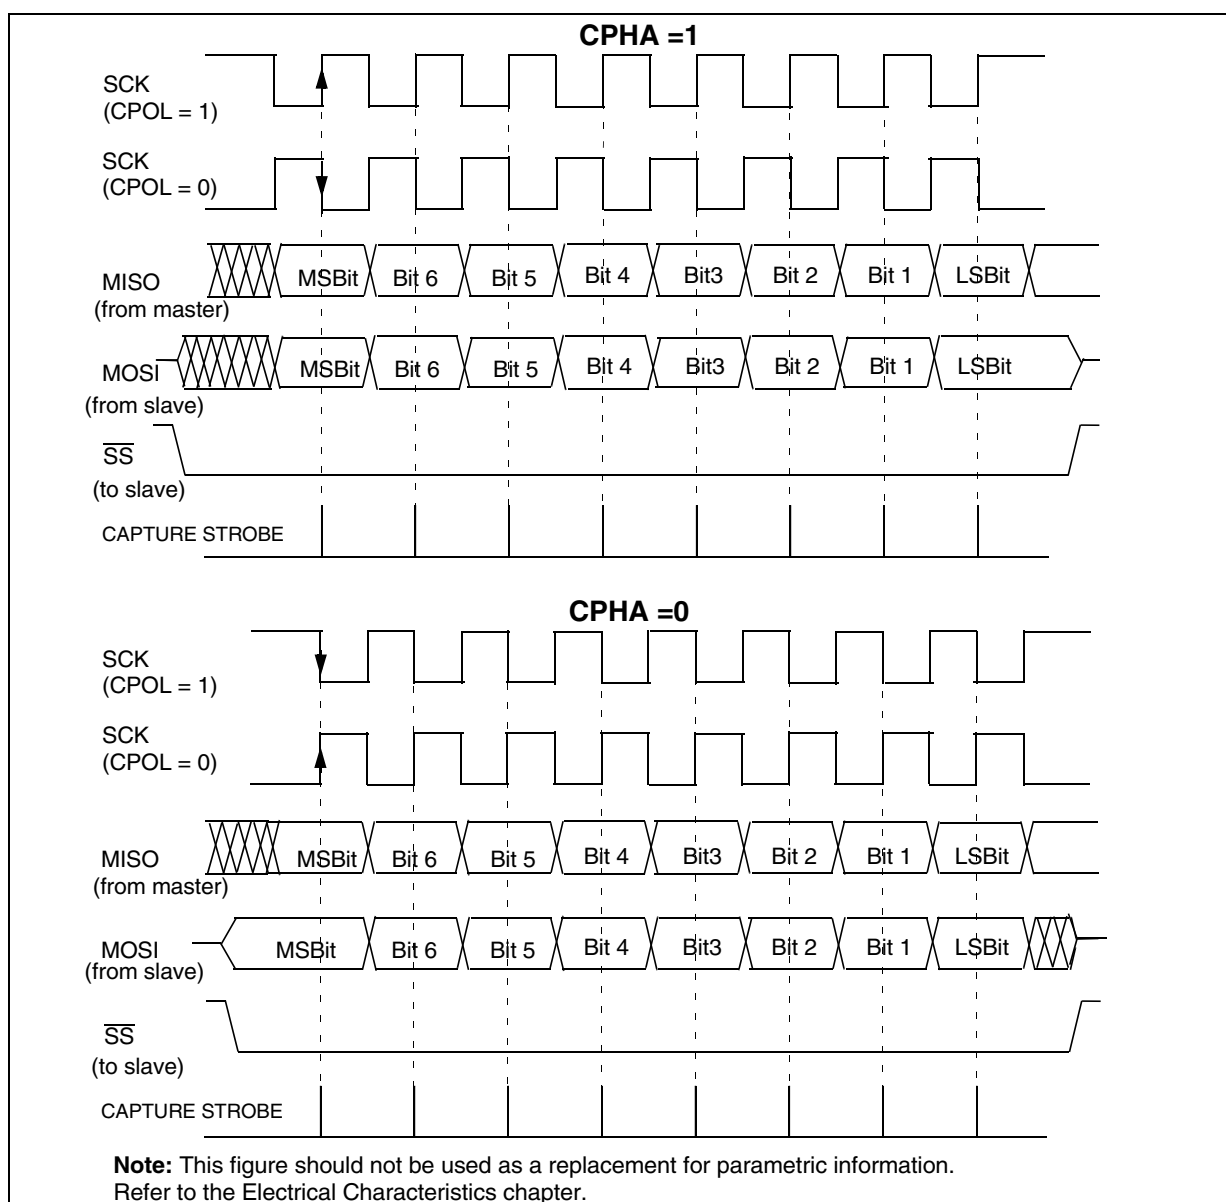 CPHA =1
SCK
(CPOL = 1)
SCK
(CPOL = 0)
MISO
(from master)
MSBit Bit 6 Bit 5 Bit 4 Bit3 Bit 2 Bit 1 LSBit
MOSI
(from slave)
MSBit Bit 6 Bit 5 Bit 4 Bit3 Bit 2 Bit 1 LSBit
SS
(to slave)
CAPTURE STROBE
CPHA =0
SCK
(CPOL = 1)
SCK
(CPOL = 0)
MISO
(from master)
MSBit Bit 6 Bit 5 Bit 4 Bit3 Bit 2 Bit 1 LSBit
MOSI
(from slave)
MSBit Bit 6 Bit 5 Bit 4 Bit3 Bit 2 Bit 1 LSBit
SS
(to slave)
CAPTURE STROBE
Note: This figure should not be used as a replacement for parametric information.
Refer to the Electrical Characteristics chapter.